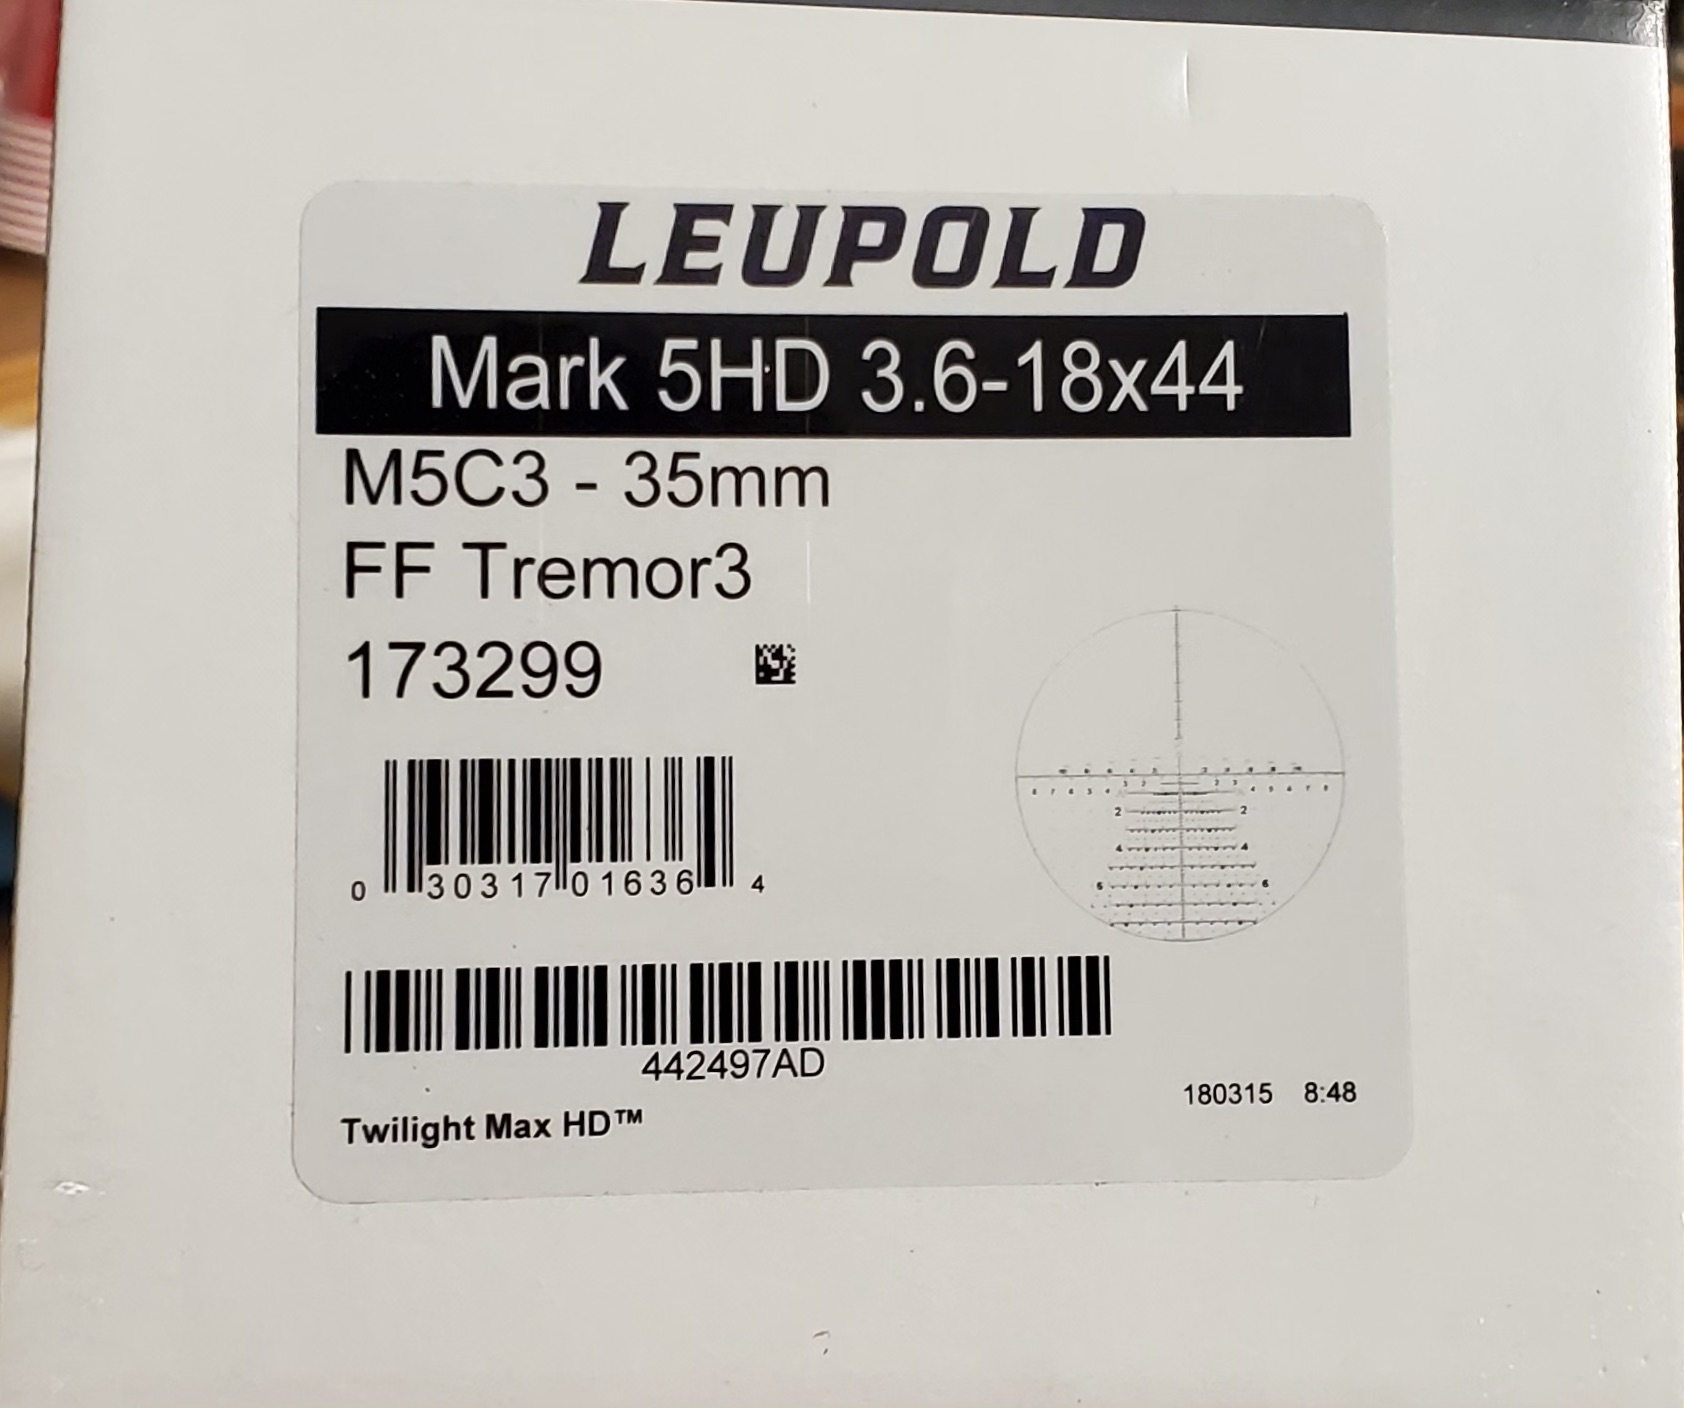 LEUPOLD
Mark 5HD 3.6-18x44
M5C3 - 35mm
FF Tremor3
173299
0 30317 01636 4
442497AD
180315 8:48
Twilight Max HD™